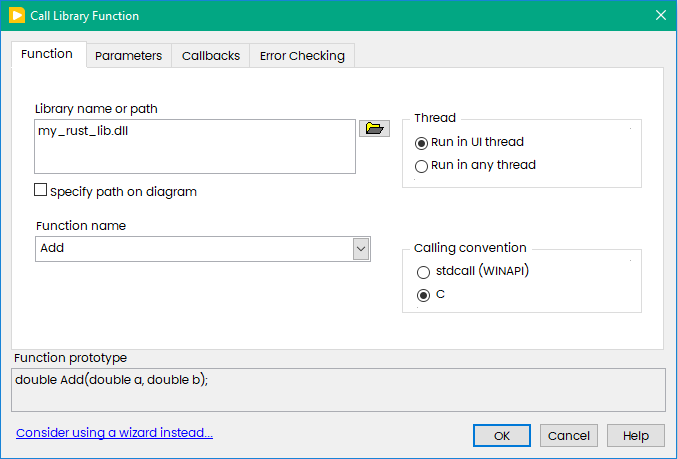 Call Library Function
Function
Parameters
Callbacks
Error Checking
Library name or path
my_rust_lib.dll
Specify path on diagram
Function name
Add
Thread
Run in UI thread
Run in any thread
Calling convention
stdcall (WINAPI)
C
Function prototype
double Add(double a, double b);
Consider using a wizard instead...
OK
Cancel
Help